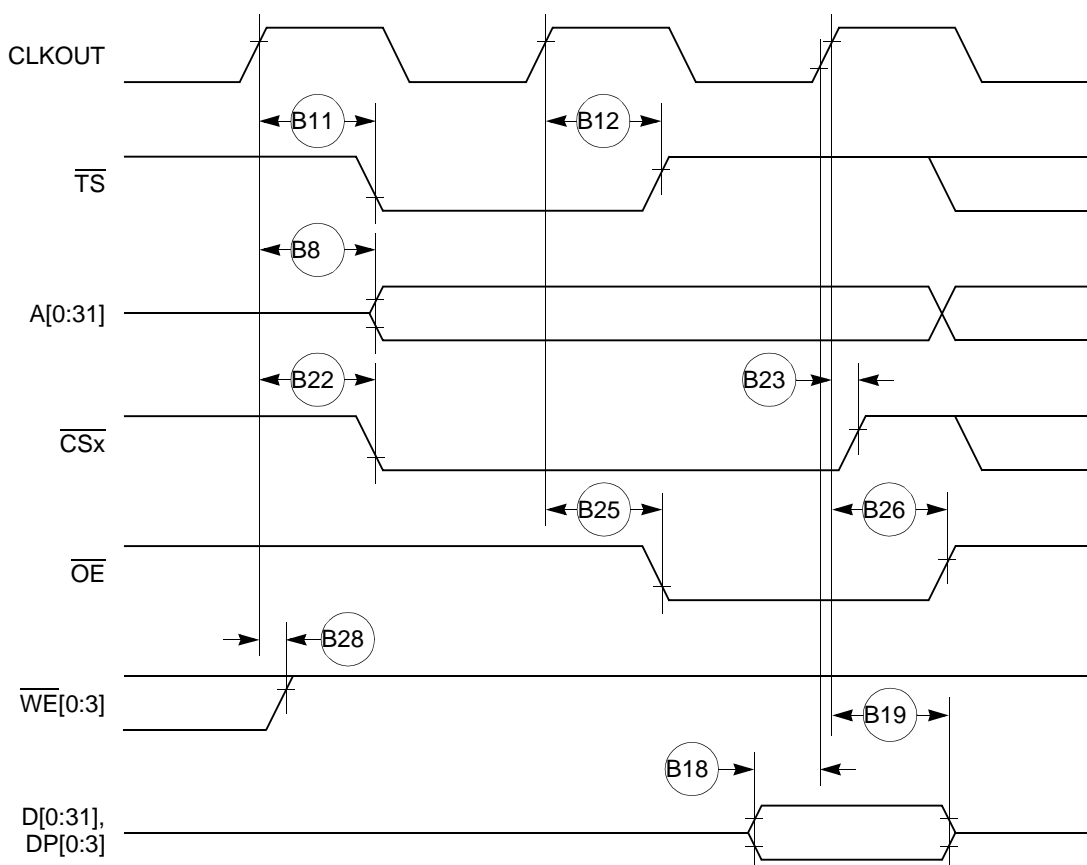 CLKOUT
B11
B12
TS
B8
A[0:31]
B22
B23
CSx
B25
B26
OE
B28
WE[0:3]
B19
B18
D[0:31],
DP[0:3]